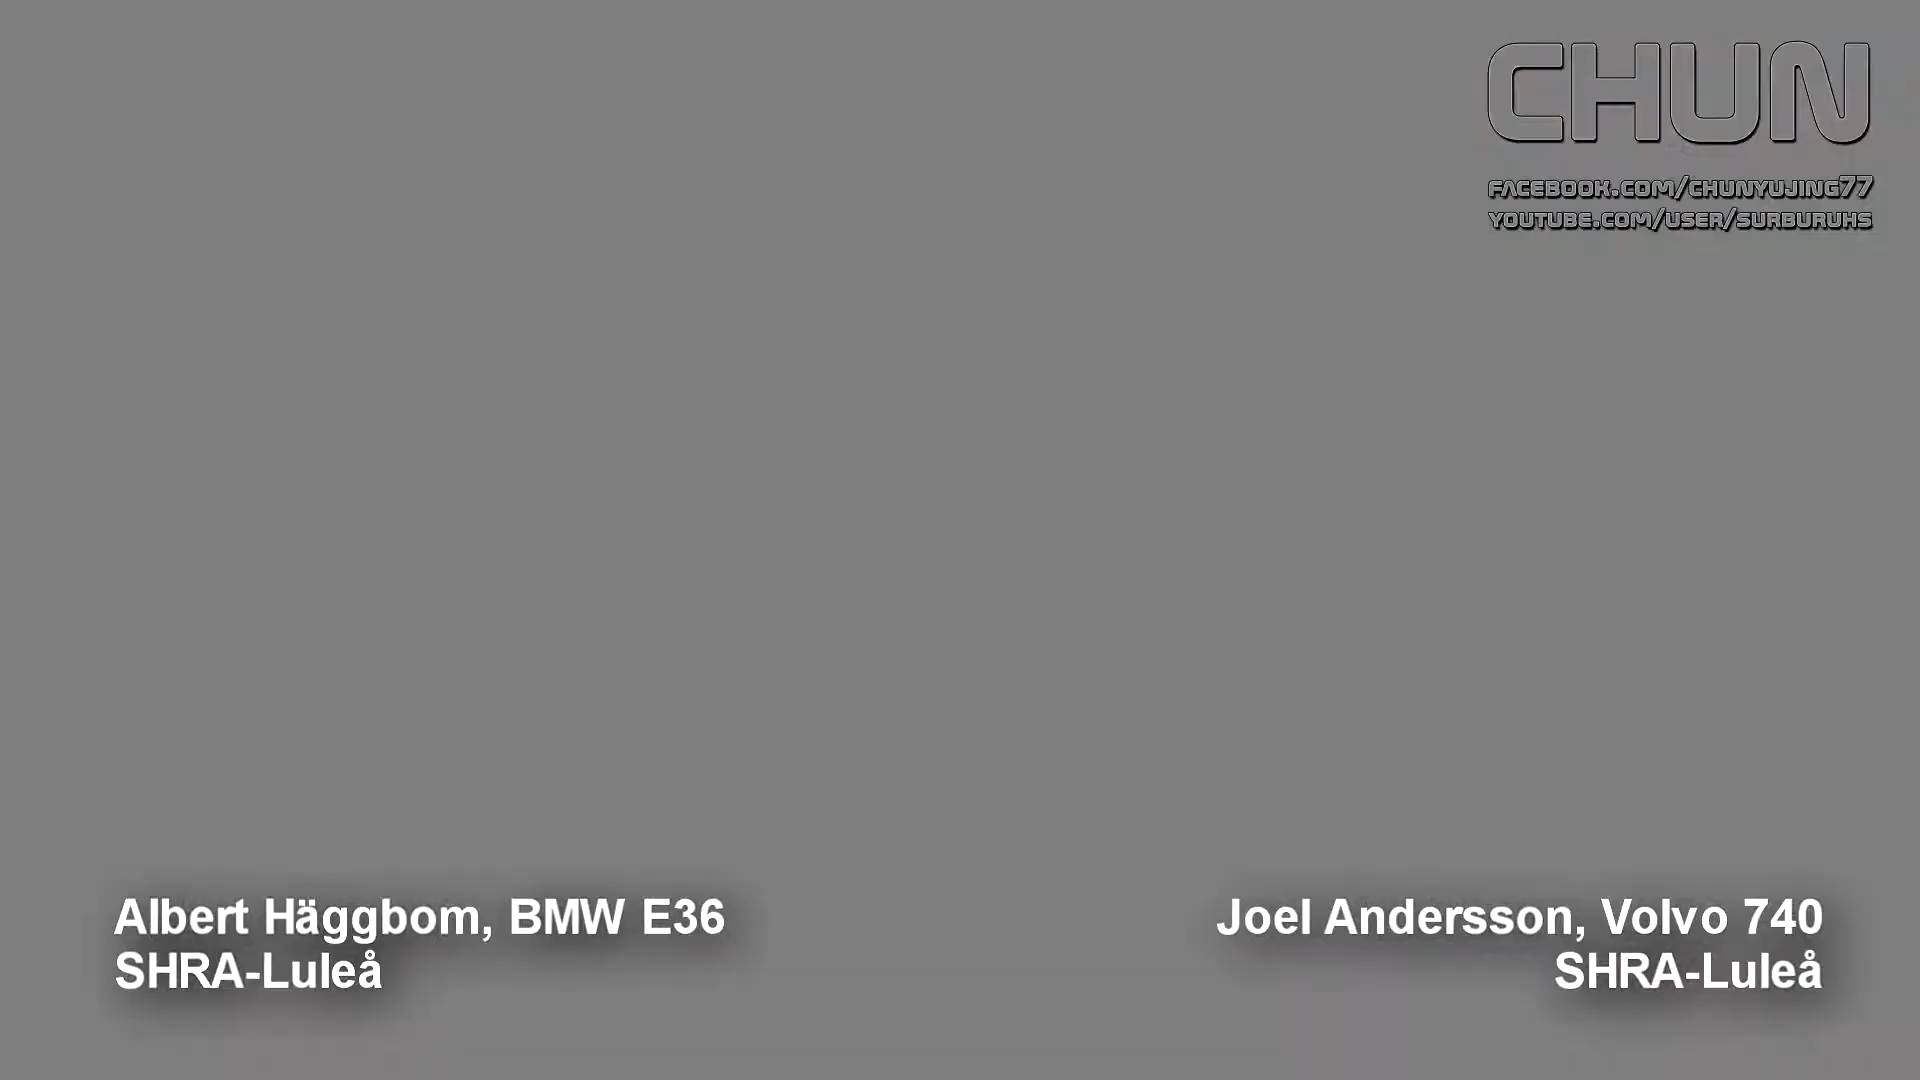 CHUN
FACEBOOK.COM/CHUNYUJING77
YOUTUBE.COM/USER/SURBURUHS
Albert Häggbom, BMW E36
SHRA-Luleå
Joel Andersson, Volvo 740
SHRA-Luleå